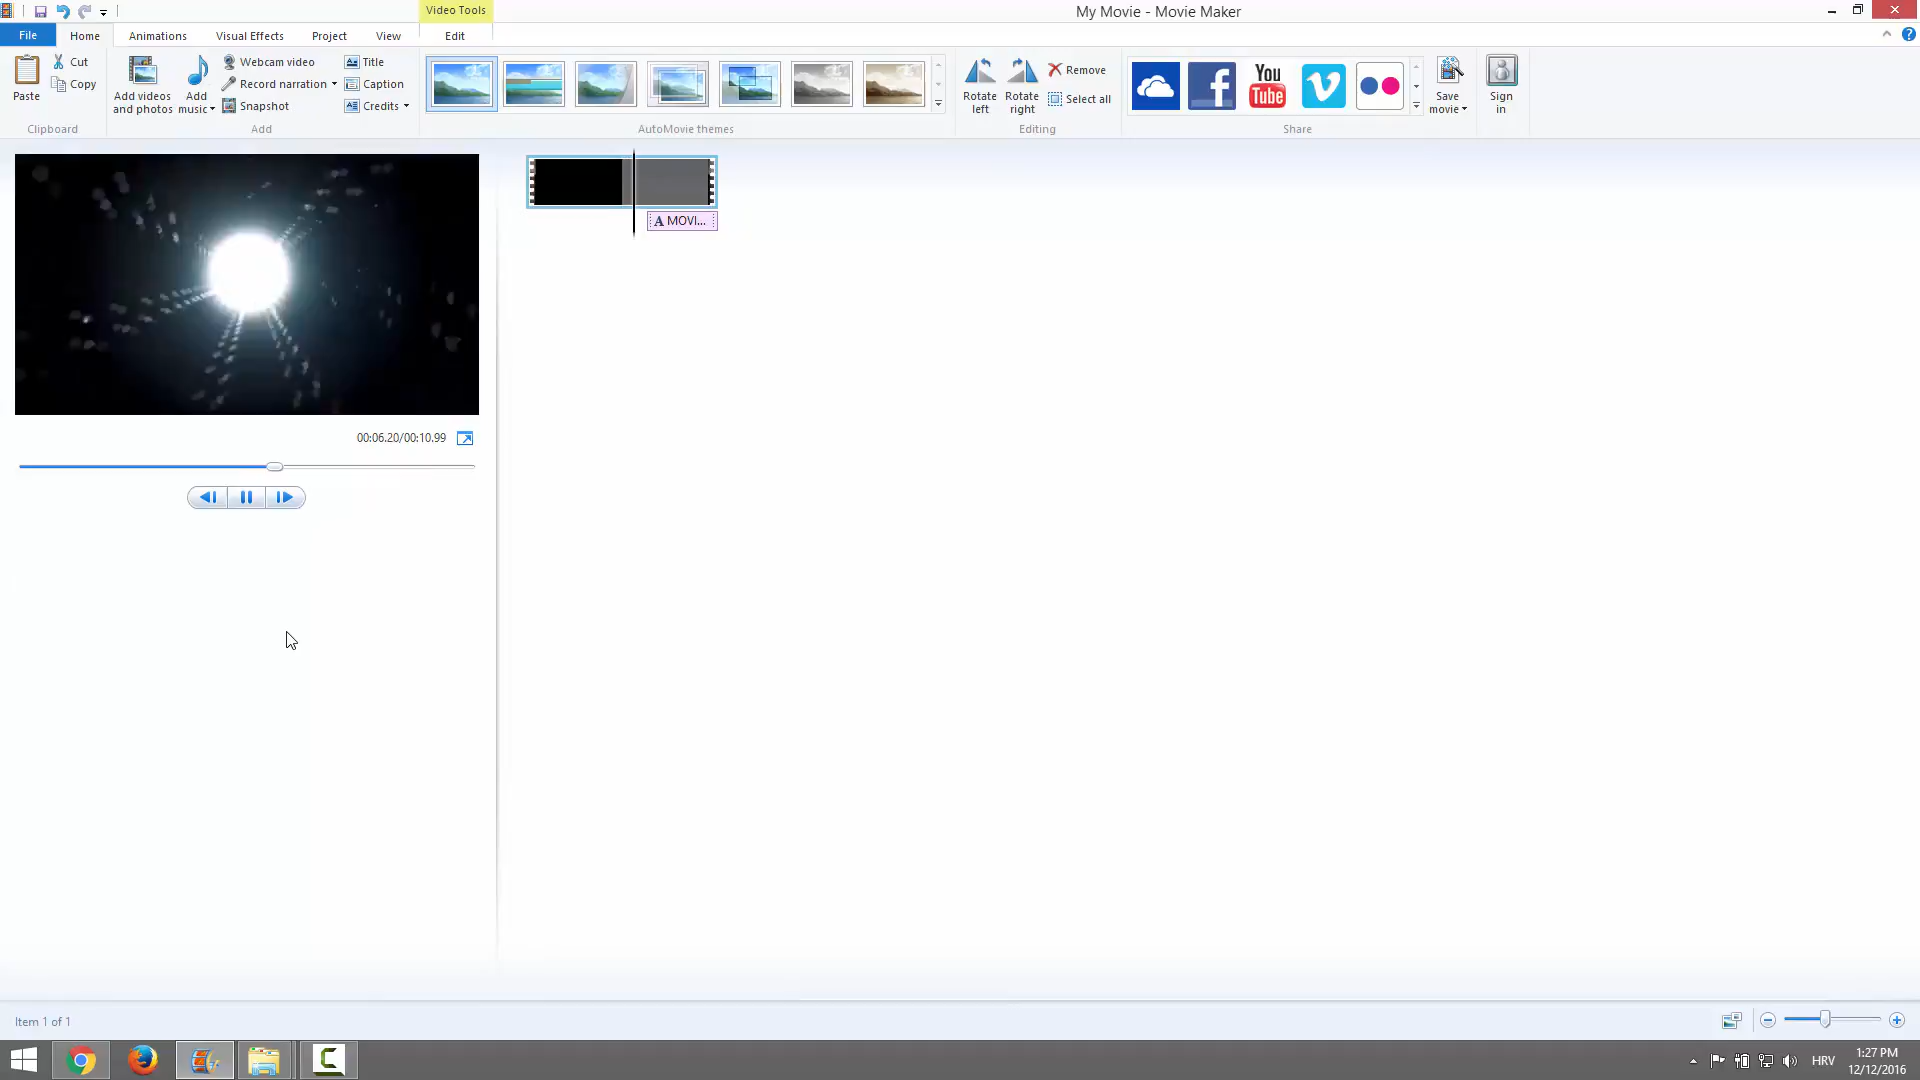 Video Tools
My Movie - Movie Maker
File
Home
Animations
Visual Effects
Project
View
Edit
Paste
Cut
Copy
Clipboard
Add videos
and photos
Add
music
Webcam video
Record narration
Snapshot
Title
Caption
Credits
Add
AutoMovie themes
Rotate
left
Rotate
right
Remove
Select all
Editing
You
Tube
Share
Save
movie
Sign
in
A MOVI...
00:06.20/00:10.99
Item 1 of 1
HRV
1:27 PM
12/12/2016